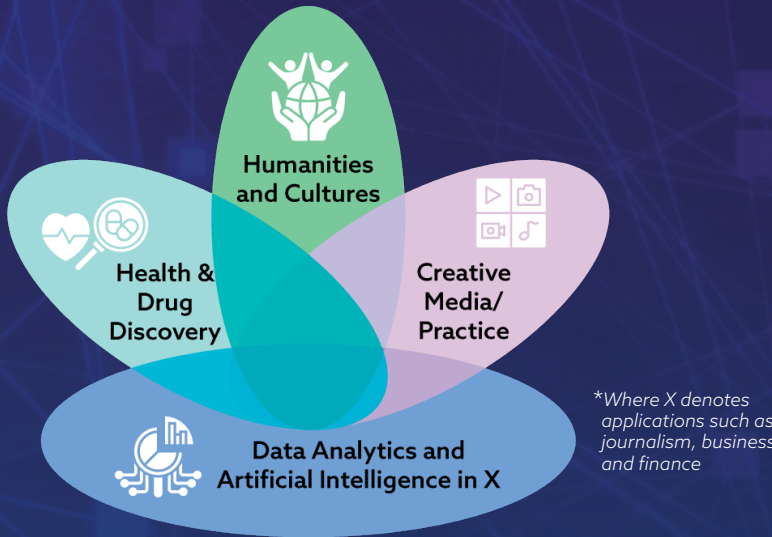 Humanities
and Cultures
Health &
Drug
Discovery
Creative
Media/
Practice
Data Analytics and
Artificial Intelligence in X
*Where X denotes
applications such as
journalism, business
and finance